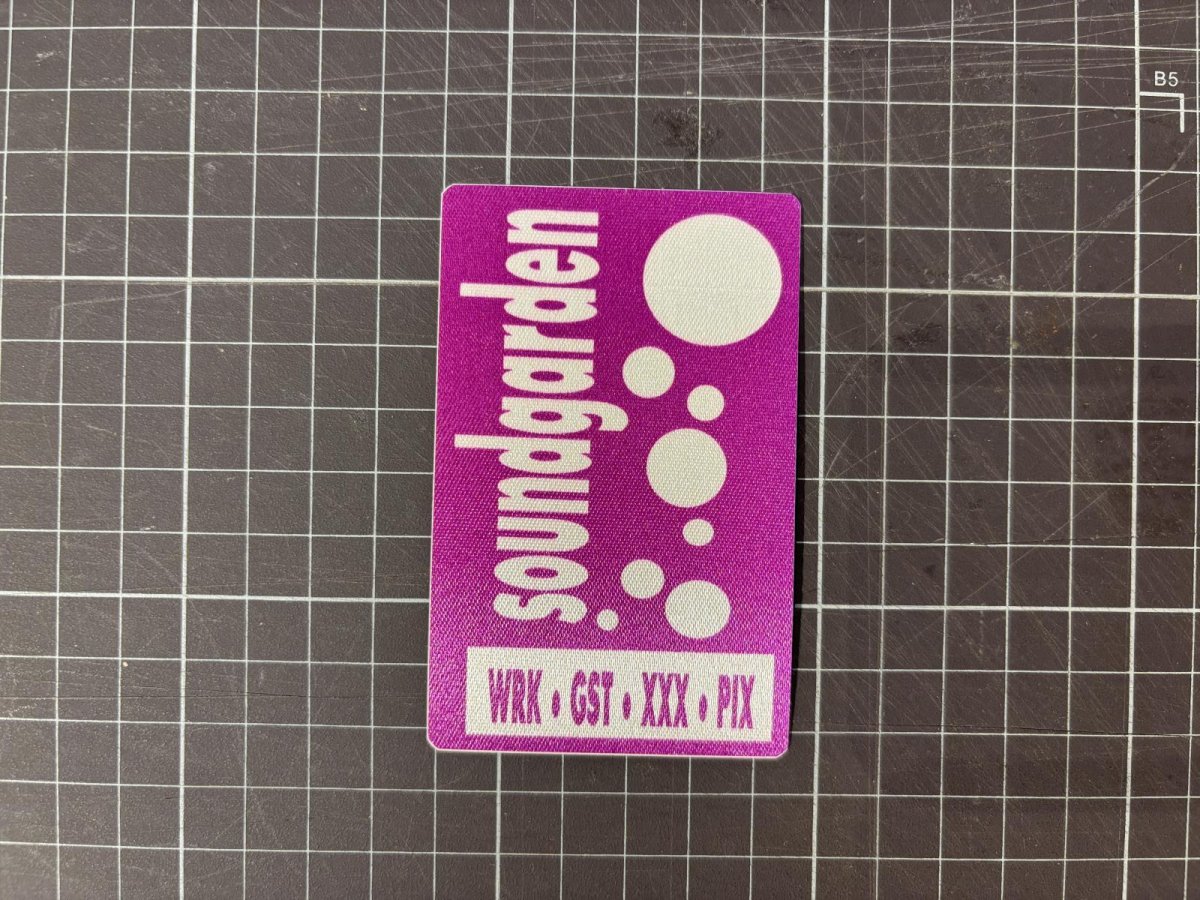 B5
soundgarden
WRK • GST • XXX • PIX